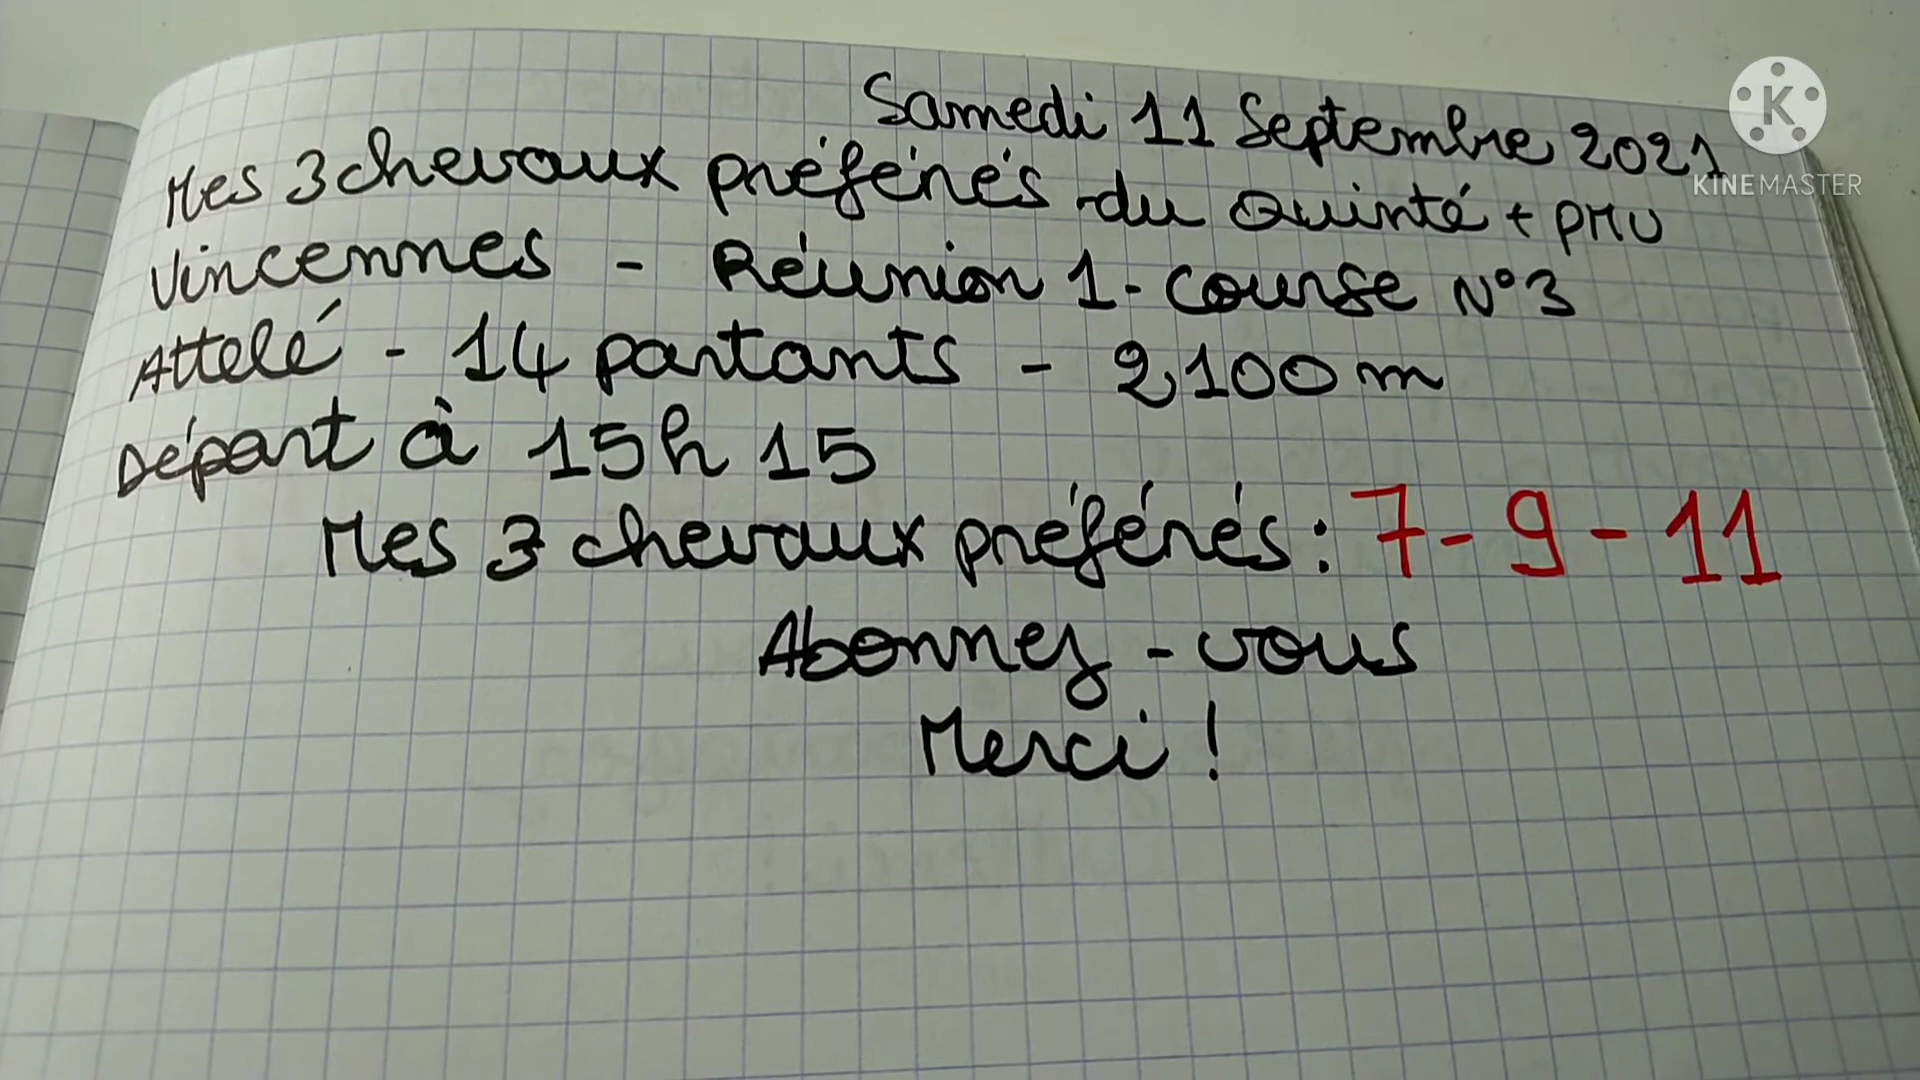 Samedi 11 Septembre 2021
Mes 3 chevaux préférés du Quinté + PMU
Vincennes - Réunion 1 - Course N°3
Attelé - 14 partants - 2100 m
Départ à 15h15
Mes 3 chevaux préférés : 7 - 9 - 11
Abonnez - vous
Merci !
K
KINEMASTER